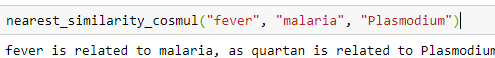 nearest_similarity_cosmul("fever", "malaria", "Plasmodium")
fever is related to malaria, as quartan is related to Plasmodium